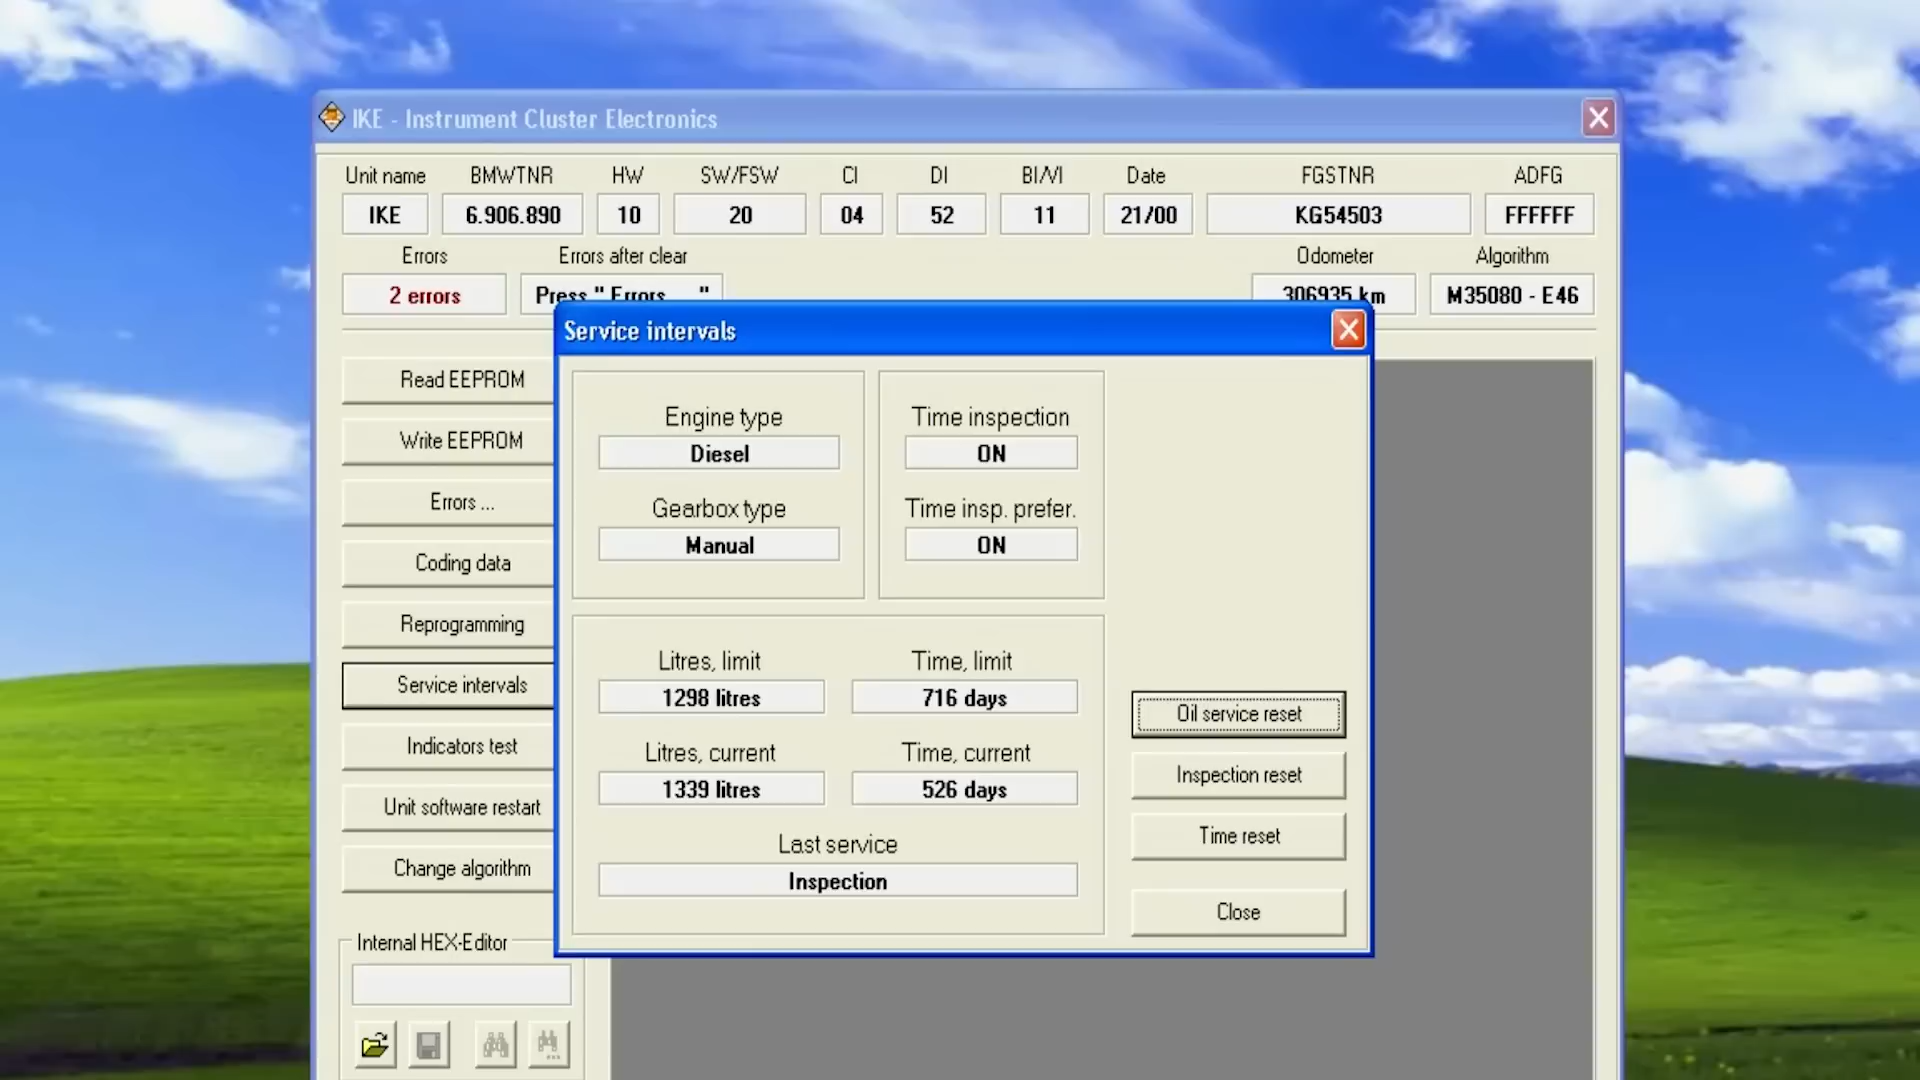 IKE - Instrument Cluster Electronics
Unit name BMWTNR HW SW/FSW CI DI BI/VI Date FGSTNR ADFG
IKE 6.906.890 10 20 04 52 11 21/00 KG54503 FFFFFF
Errors Errors after clear Odometer Algorithm
2 errors Press " Errors ... " 306935 km M35080 - E46
Service intervals
Read EEPROM
Write EEPROM
Errors ...
Coding data
Reprogramming
Service intervals
Indicators test
Unit software restart
Change algorithm
Internal HEX-Editor
Engine type
Diesel
Gearbox type
Manual
Time inspection
ON
Time insp. prefer.
ON
Litres, limit Time, limit
1298 litres 716 days
Litres, current Time, current
1339 litres 526 days
Last service
Inspection
Oil service reset
Inspection reset
Time reset
Close